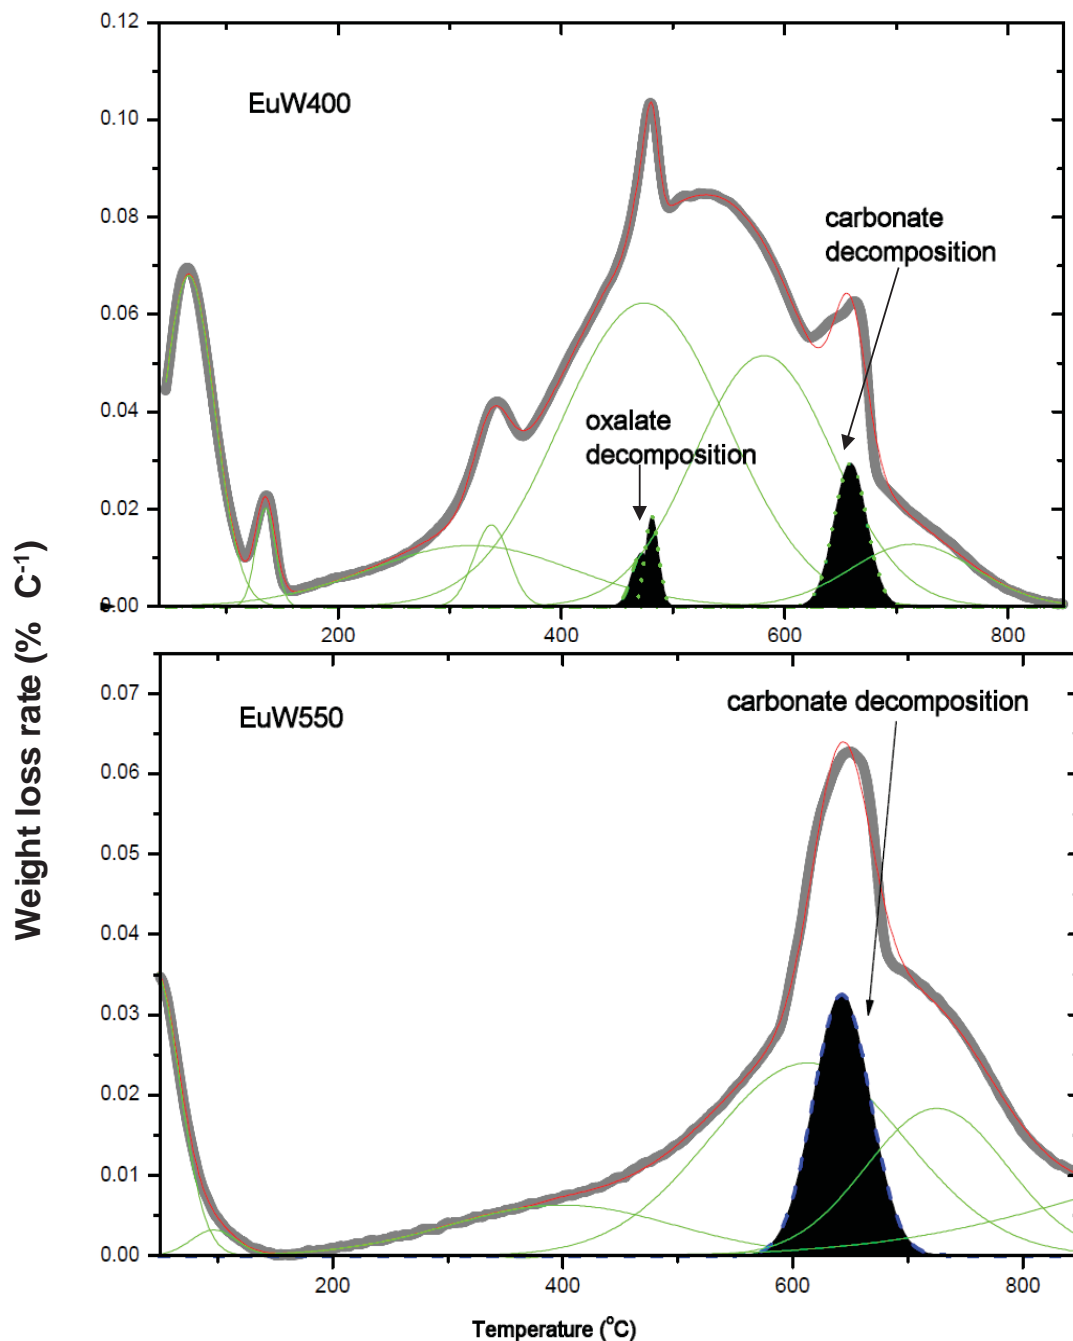 0.12
EuW400
0.10
carbonate
decomposition
0.08
0.06
0.04
oxalate
decomposition
0.02
0.00
200
400
600
800
Weight loss rate (% C-1)
0.07
EuW550
carbonate decomposition
0.06
0.05
0.04
0.03
0.02
0.01
0.00
200
400
600
800
Temperature (°C)